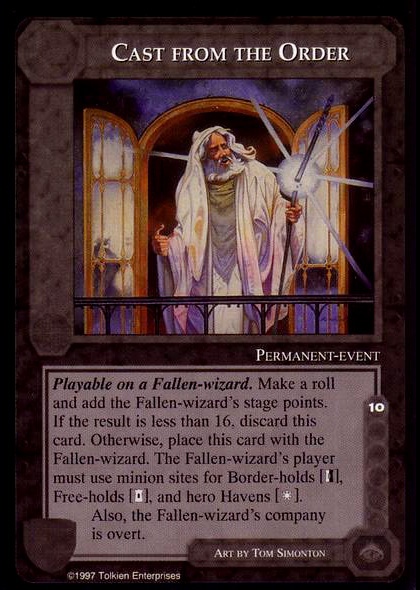 CAST FROM THE ORDER
PERMANENT-EVENT
Playable on a Fallen-wizard. Make a roll
and add the Fallen-wizard's stage points.
If the result is less than 16, discard this
card. Otherwise, place this card with the
Fallen-wizard. The Fallen-wizard's player
must use minion sites for Border-holds [],
Free-holds [], and hero Havens [].
Also, the Fallen-wizard's company
is overt.
10
ART BY TOM SIMONTON
©1997 Tolkien Enterprises